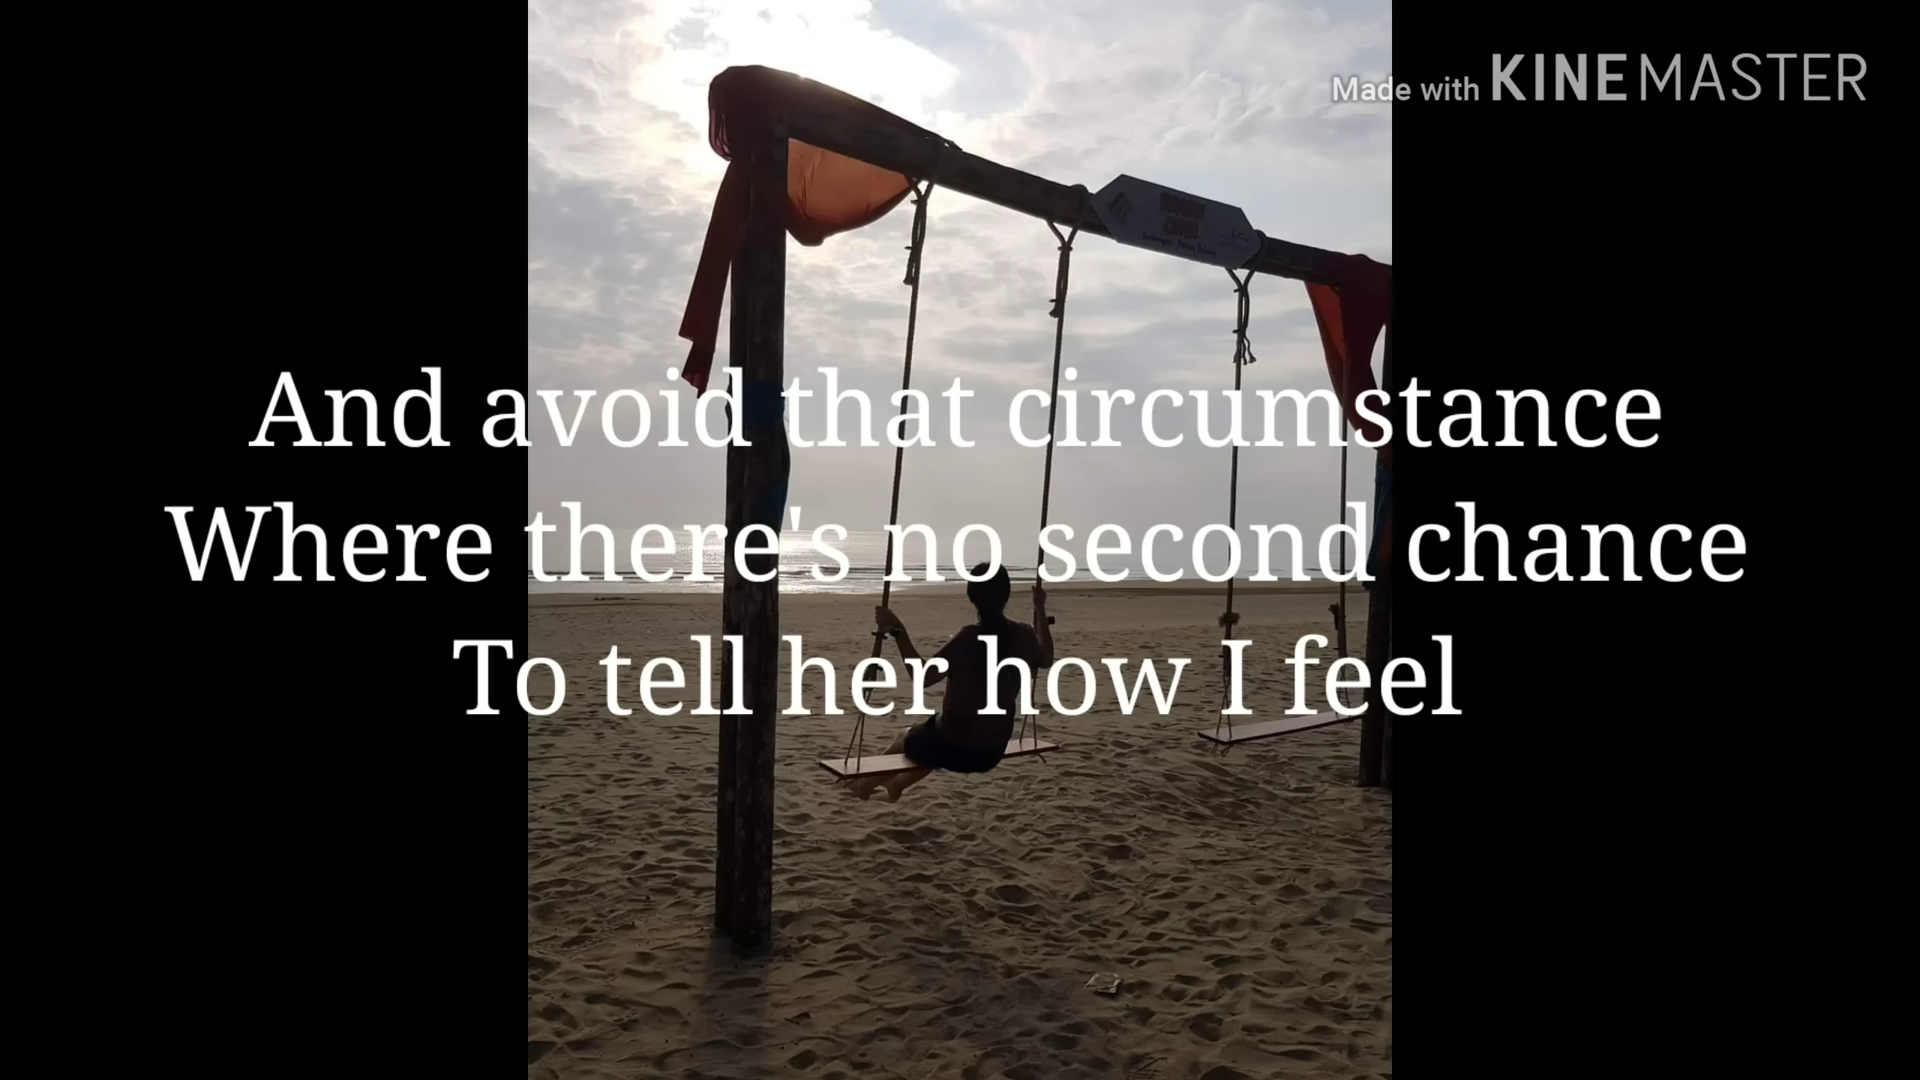 Made with KINEMASTER
And avoid that circumstance
Where there's no second chance
To tell her how I feel